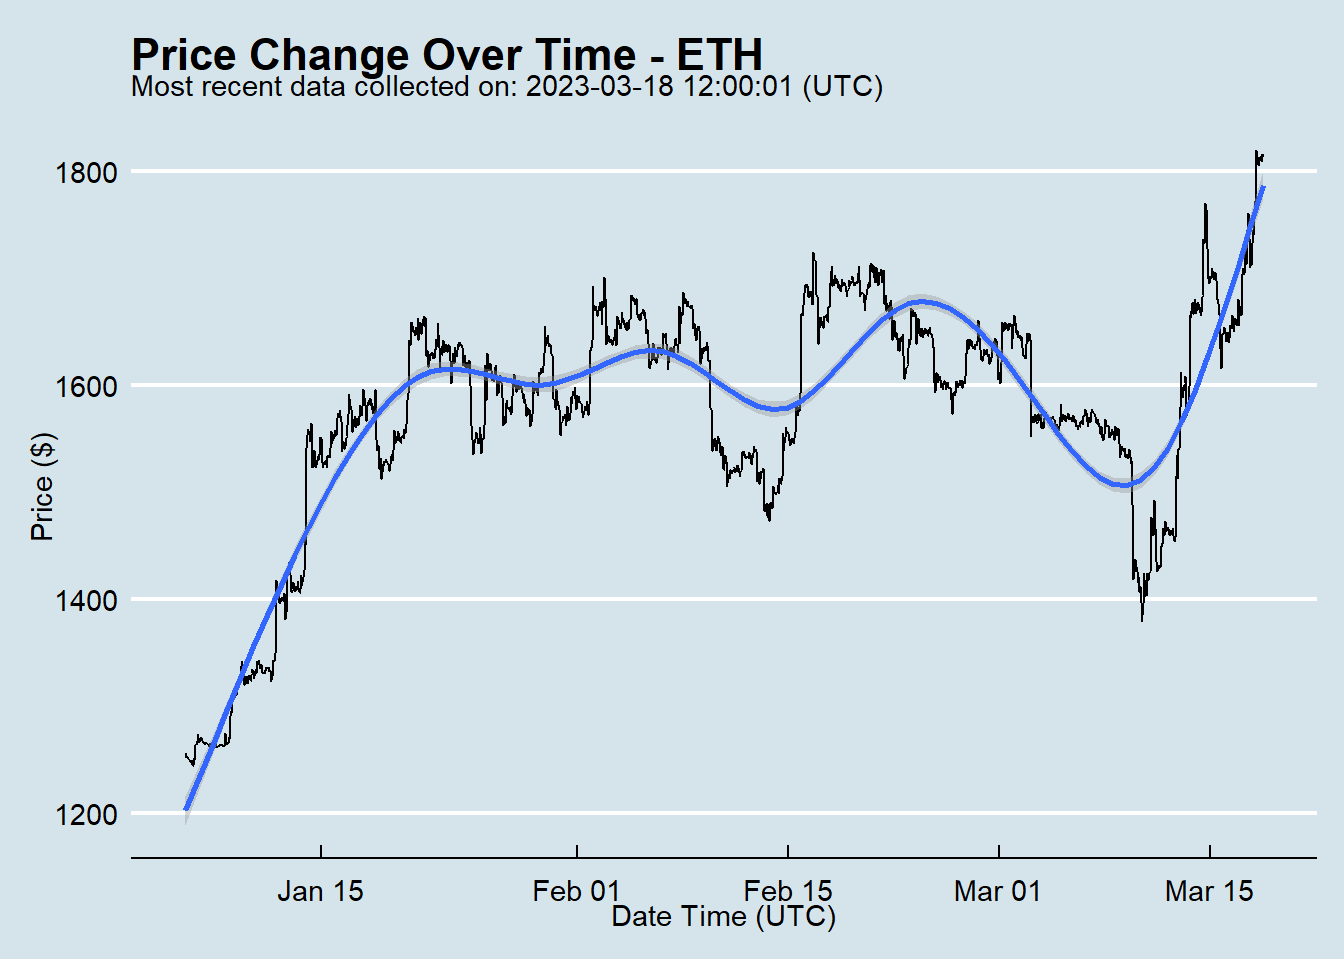 Price Change Over Time - ETH
Most recent data collected on: 2023-03-18 12:00:01 (UTC)
1800
1600
1400
1200
Price ($)
Jan 15 Feb 01 Feb 15 Mar 01 Mar 15
Date Time (UTC)